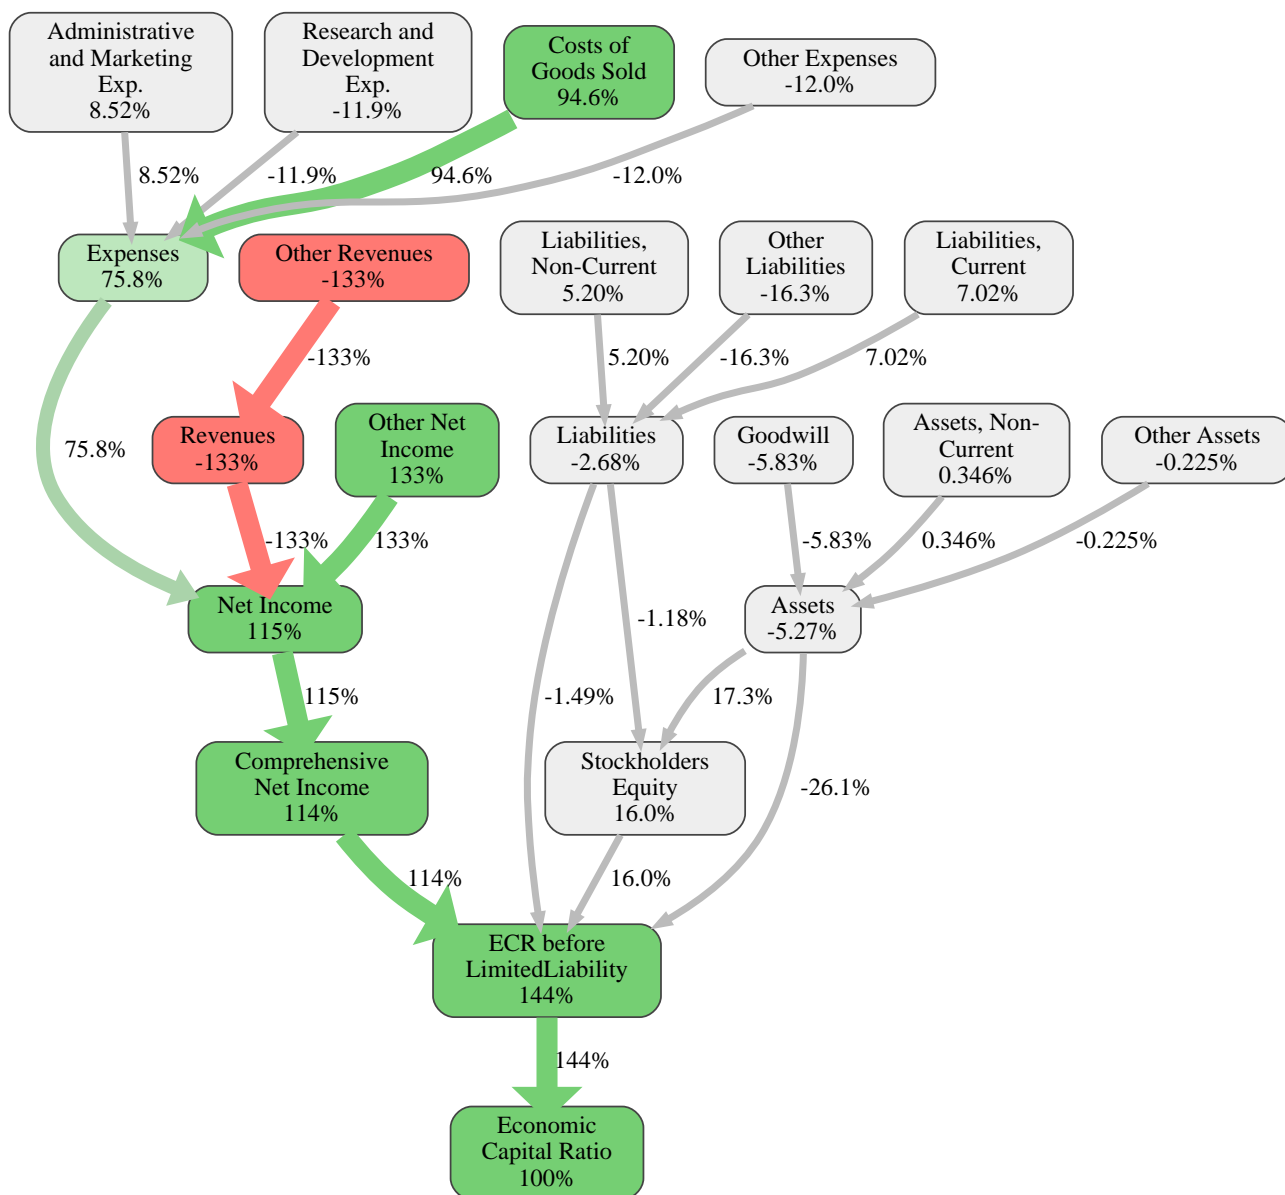 Administrative
and Marketing
Exp.
8.52%
Research and
Development
Exp.
-11.9%
Costs of
Goods Sold
94.6%
Other Expenses
-12.0%
8.52%
-11.9%
94.6%
-12.0%
Expenses
75.8%
Other Revenues
-133%
Liabilities,
Non-Current
5.20%
Other
Liabilities
-16.3%
Liabilities,
Current
7.02%
-133%
5.20%
-16.3%
7.02%
75.8%
Revenues
-133%
Other Net
Income
133%
Liabilities
-2.68%
Goodwill
-5.83%
Assets, Non-
Current
0.346%
Other Assets
-0.225%
-133%
133%
-5.83%
0.346%
-0.225%
Net Income
115%
-1.18%
Assets
-5.27%
115%
-1.49%
17.3%
Comprehensive
Net Income
114%
Stockholders
Equity
16.0%
-26.1%
114%
16.0%
ECR before
LimitedLiability
144%
144%
Economic
Capital Ratio
100%